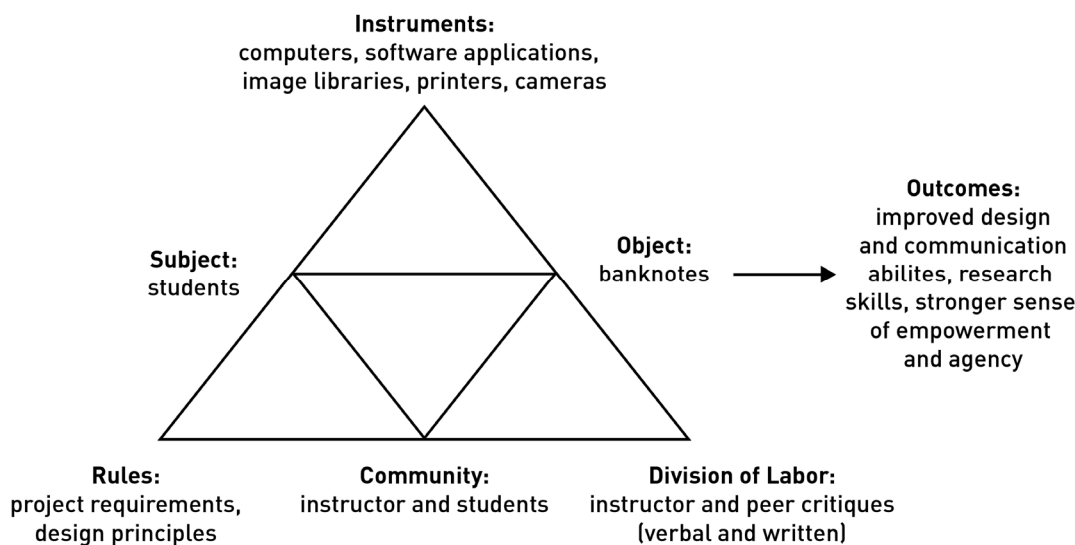 Instruments:
computers, software applications,
image libraries, printers, cameras
Subject:
students
Object:
banknotes
Outcomes:
improved design
and communication
abilites, research
skills, stronger sense
of empowerment
and agency
Rules:
project requirements,
design principles
Community:
instructor and students
Division of Labor:
instructor and peer critiques
(verbal and written)